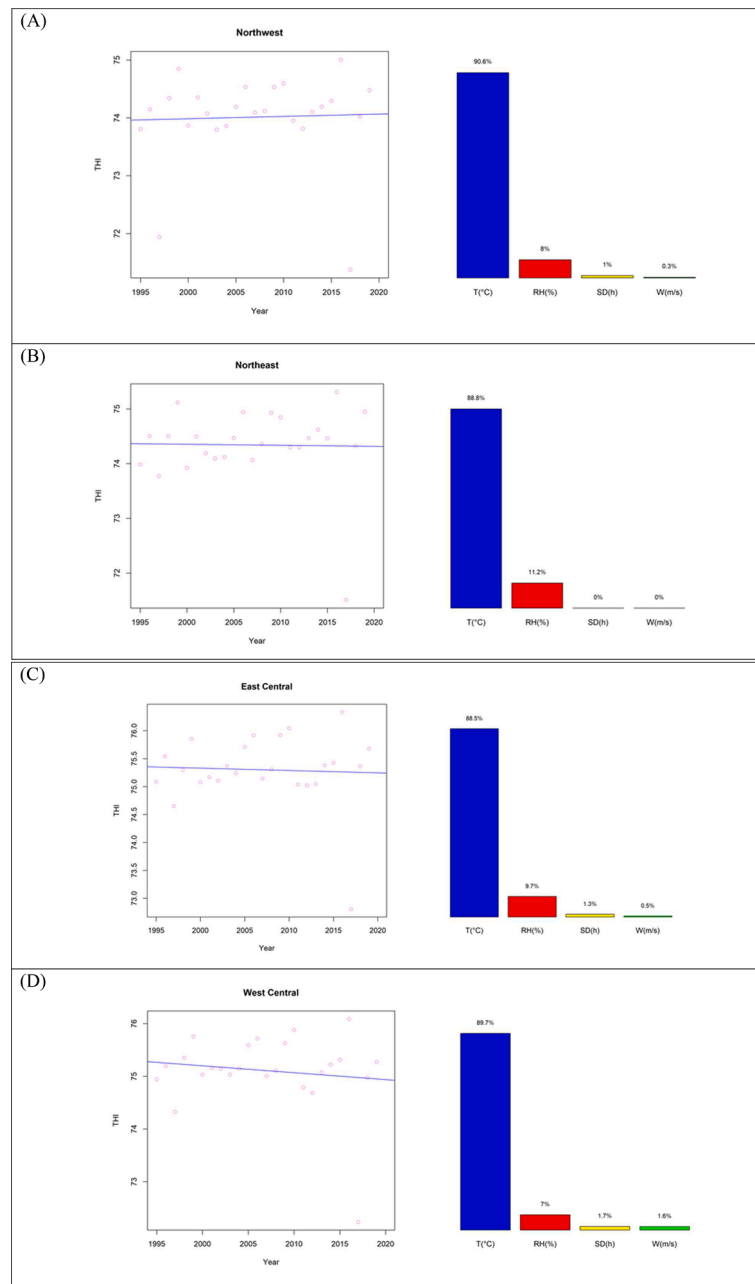 (A)
Northwest
75
74
73
72
THI
1995 2000 2005 2010 2015 2020
Year
90.6%
8%
1%
0.3%
T(°C) RH(%) SD(h) W(m/s)
(B)
Northeast
75
74
73
72
THI
1995 2000 2005 2010 2015 2020
Year
88.8%
11.2%
0%
0%
T(°C) RH(%) SD(h) W(m/s)
(C)
East Central
76.0
75.5
75.0
74.5
74.0
73.5
73.0
THI
1995 2000 2005 2010 2015 2020
Year
88.5%
9.7%
1.3%
0.5%
T(°C) RH(%) SD(h) W(m/s)
(D)
West Central
76
75
74
73
THI
1995 2000 2005 2010 2015 2020
Year
89.7%
7%
1.7%
1.6%
T(°C) RH(%) SD(h) W(m/s)